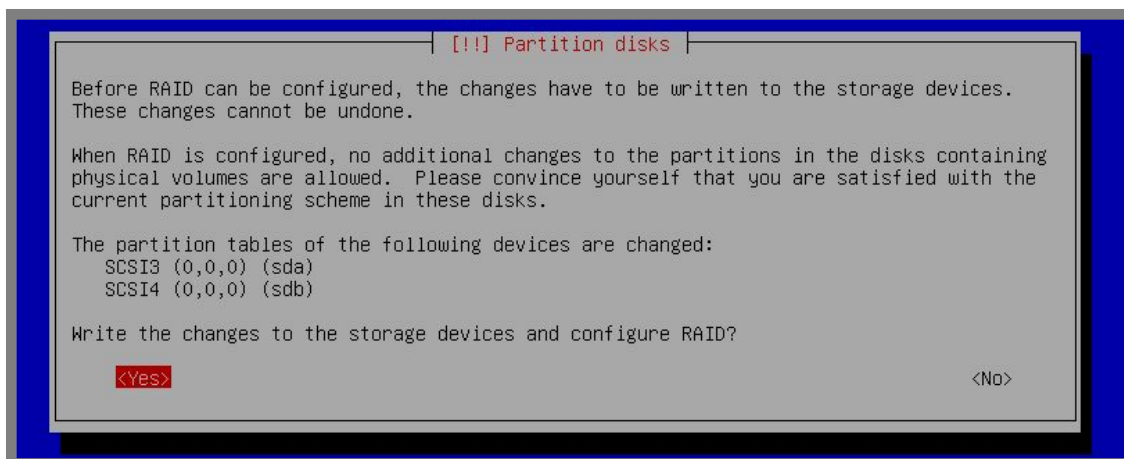 [!!] Partition disks
Before RAID can be configured, the changes have to be written to the storage devices.
These changes cannot be undone.
When RAID is configured, no additional changes to the partitions in the disks containing
physical volumes are allowed.  Please convince yourself that you are satisfied with the
current partitioning scheme in these disks.
The partition tables of the following devices are changed:
SCSI3 (0,0,0) (sda)
SCSI4 (0,0,0) (sdb)
Write the changes to the storage devices and configure RAID?
<Yes> <No>